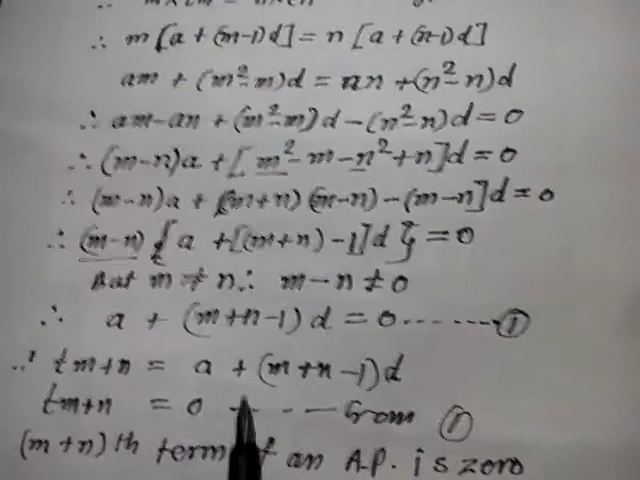 ∴ m[a + (m-1)d] = n[a + (n-1)d]
am + (m²-m)d = an + (n²-n)d
∴ am-an + (m²-m)d-(n²-n)d = 0
∴ (m-n)a + [m²-m-n²+n]d = 0
∴ (m-n)a + [(m+n)(m-n)-(m-n]d = 0
∴ (m-n) { a + [(m+n)-1]d } = 0
But m ≠ n ∴ m-n ≠ 0
∴ a + (m+n-1)d = 0 ------- ①
∴ tm+n = a + (m+n-1)d
tm+n = 0 - - - from ①
(m+n)th term of an A.P. is zero